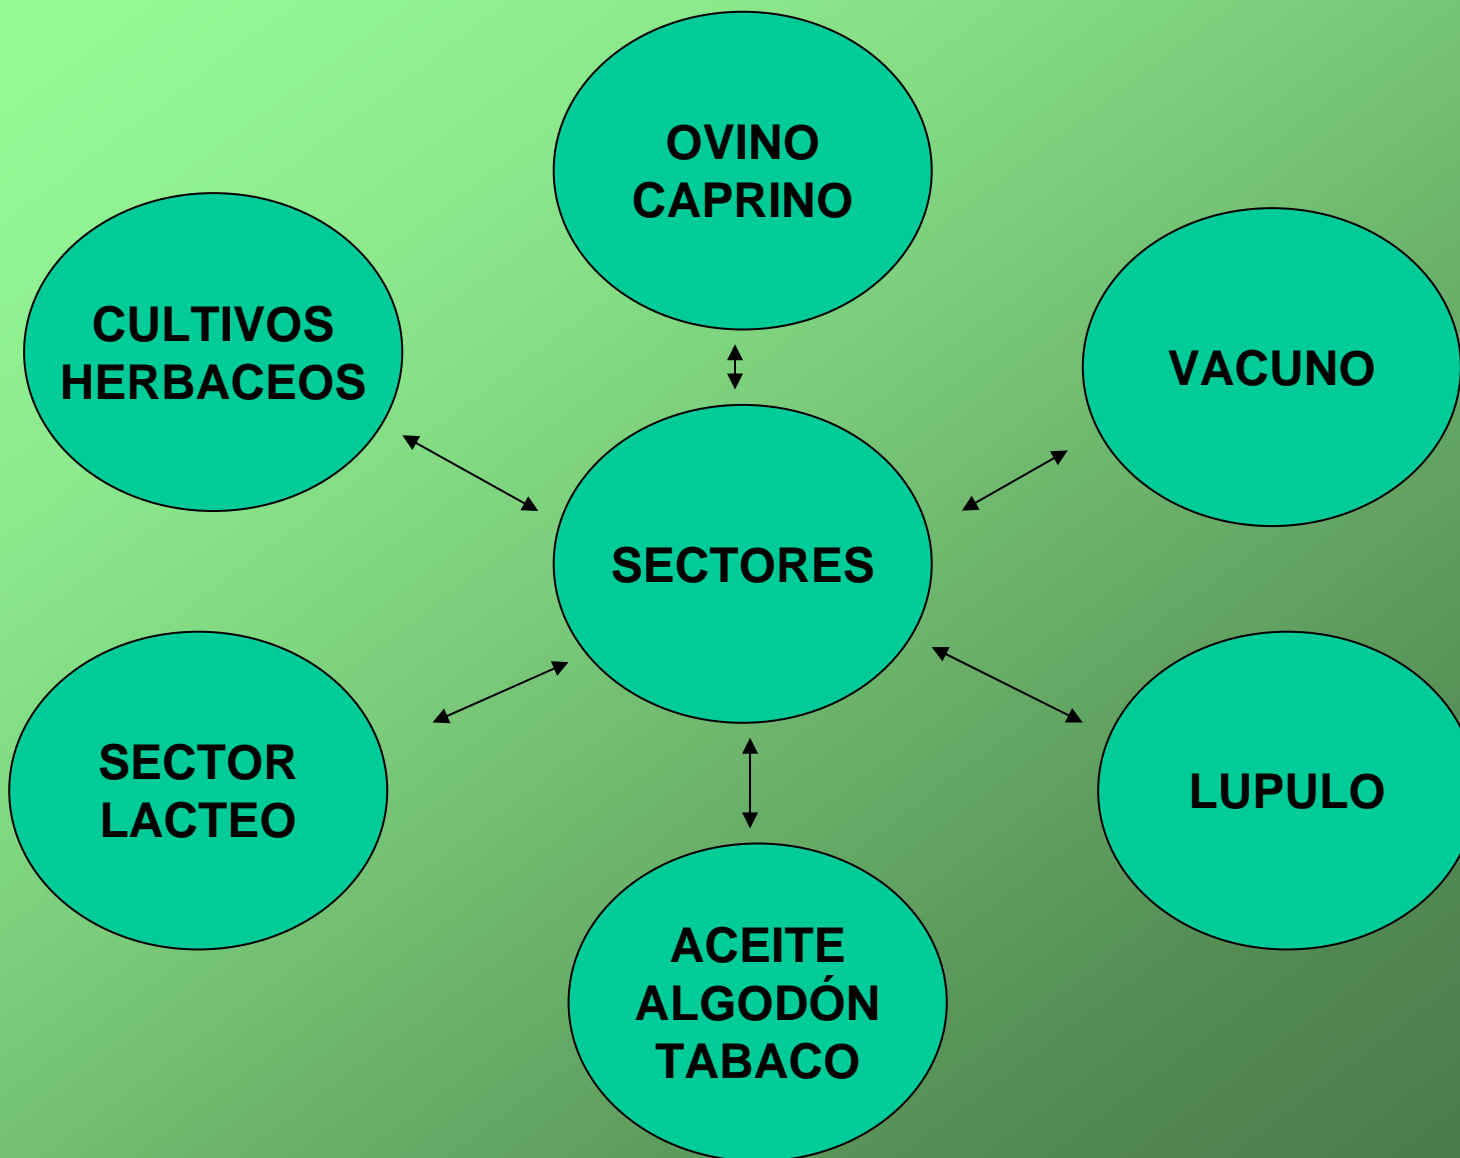 OVINO
CAPRINO
CULTIVOS
HERBACEOS
VACUNO
SECTORES
SECTOR
LACTEO
LUPULO
ACEITE
ALGODÓN
TABACO